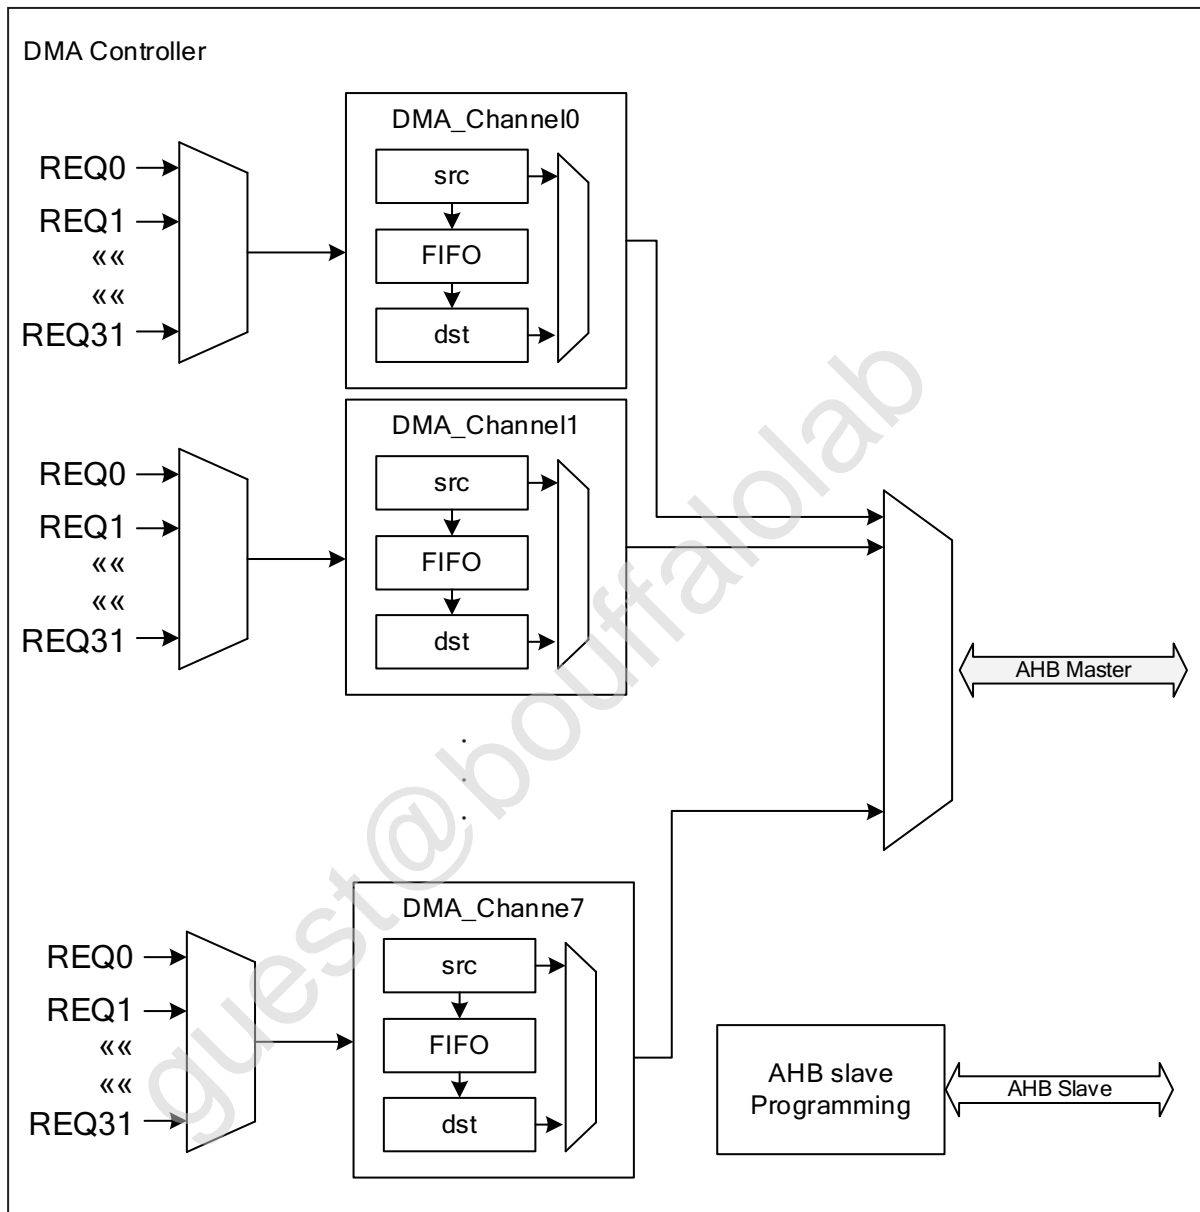 DMA Controller
DMA_Channel0
REQ0
REQ1
««
««
REQ31
src
FIFO
dst
DMA_Channel1
REQ0
REQ1
««
««
REQ31
src
FIFO
dst
AHB Master
.
.
.
DMA_Channe7
REQ0
REQ1
««
««
REQ31
src
FIFO
dst
AHB slave
Programming
AHB Slave
guest@bouffalolab